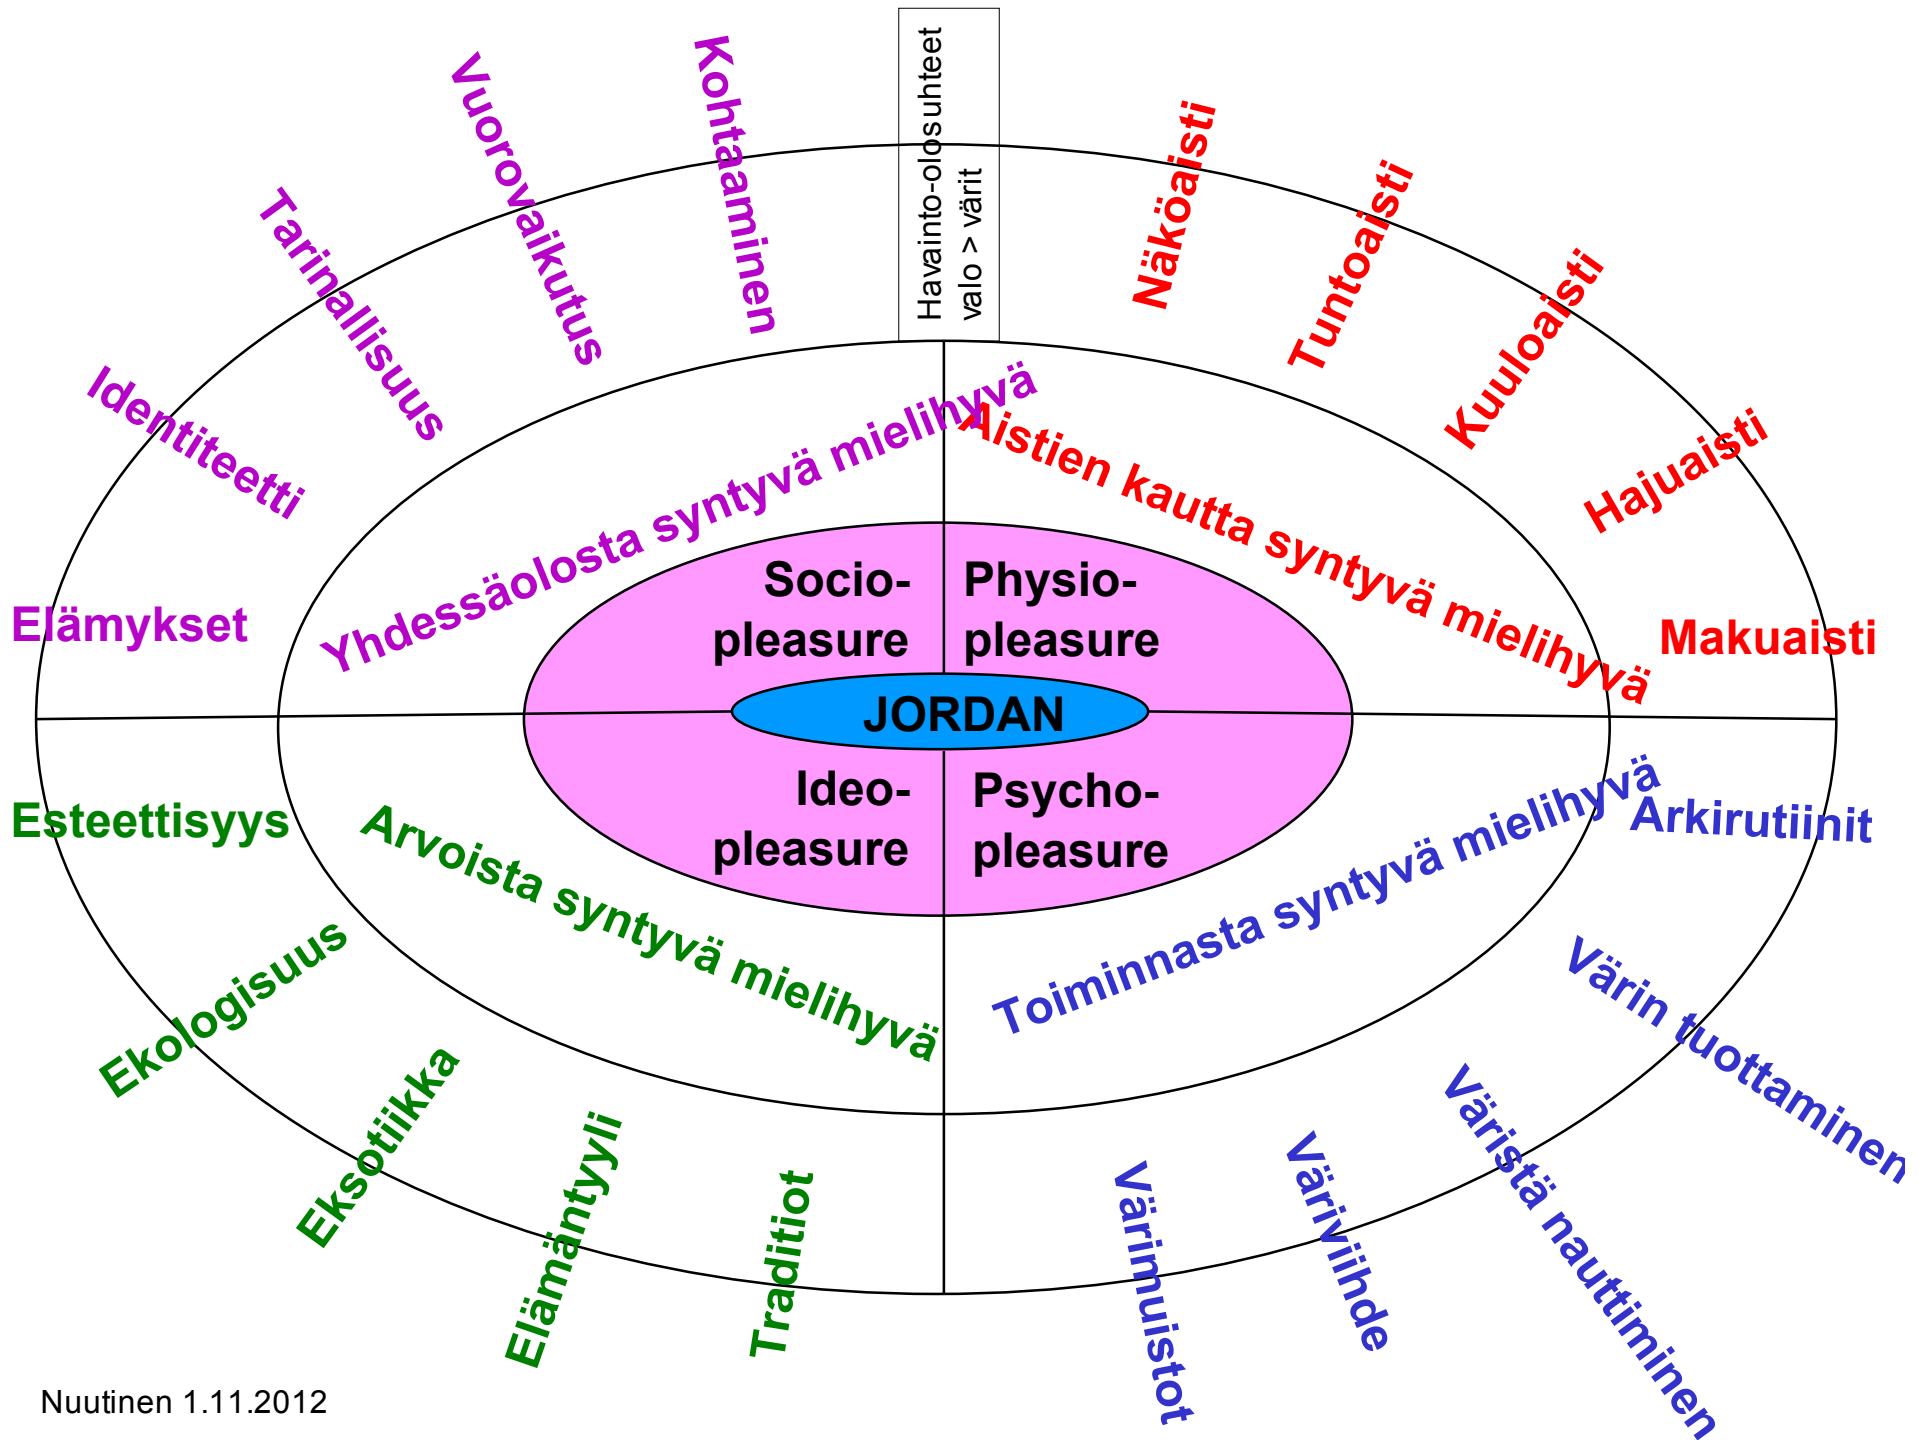 Havainto-olosuhteet
valo > värit
Kohtaaminen
Vuorovaikutus
Tarinallisuus
Identiteetti
Elämykset
Näköaisti
Tuntoaisti
Kuuloaisti
Hajuaisti
Makuaisti
Yhdessäolosta syntyvä mielihyvä
Aistien kautta syntyvä mielihyvä
Socio-
pleasure
Physio-
pleasure
JORDAN
Ideo-
pleasure
Psycho-
pleasure
Arvoista syntyvä mielihyvä
Toiminnasta syntyvä mielihyvä
Esteettisyys
Ekologisuus
Eksotiikka
Elämäntyyli
Traditiot
Arkirutiinit
Värin tuottaminen
Väristä nauttiminen
Väriviihde
Värimuistot
Nuutinen 1.11.2012